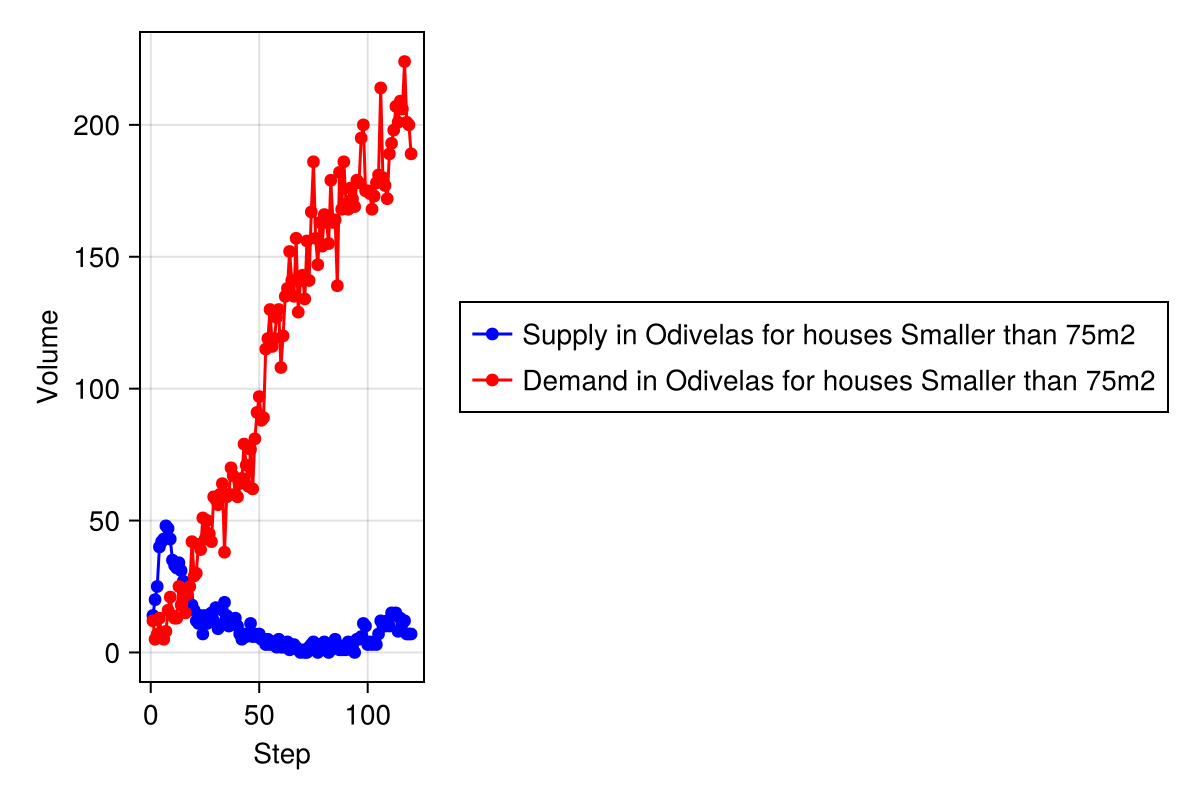 200
150
100
50
0
Volume
0 50 100
Step
Supply in Odivelas for houses Smaller than 75m2
Demand in Odivelas for houses Smaller than 75m2